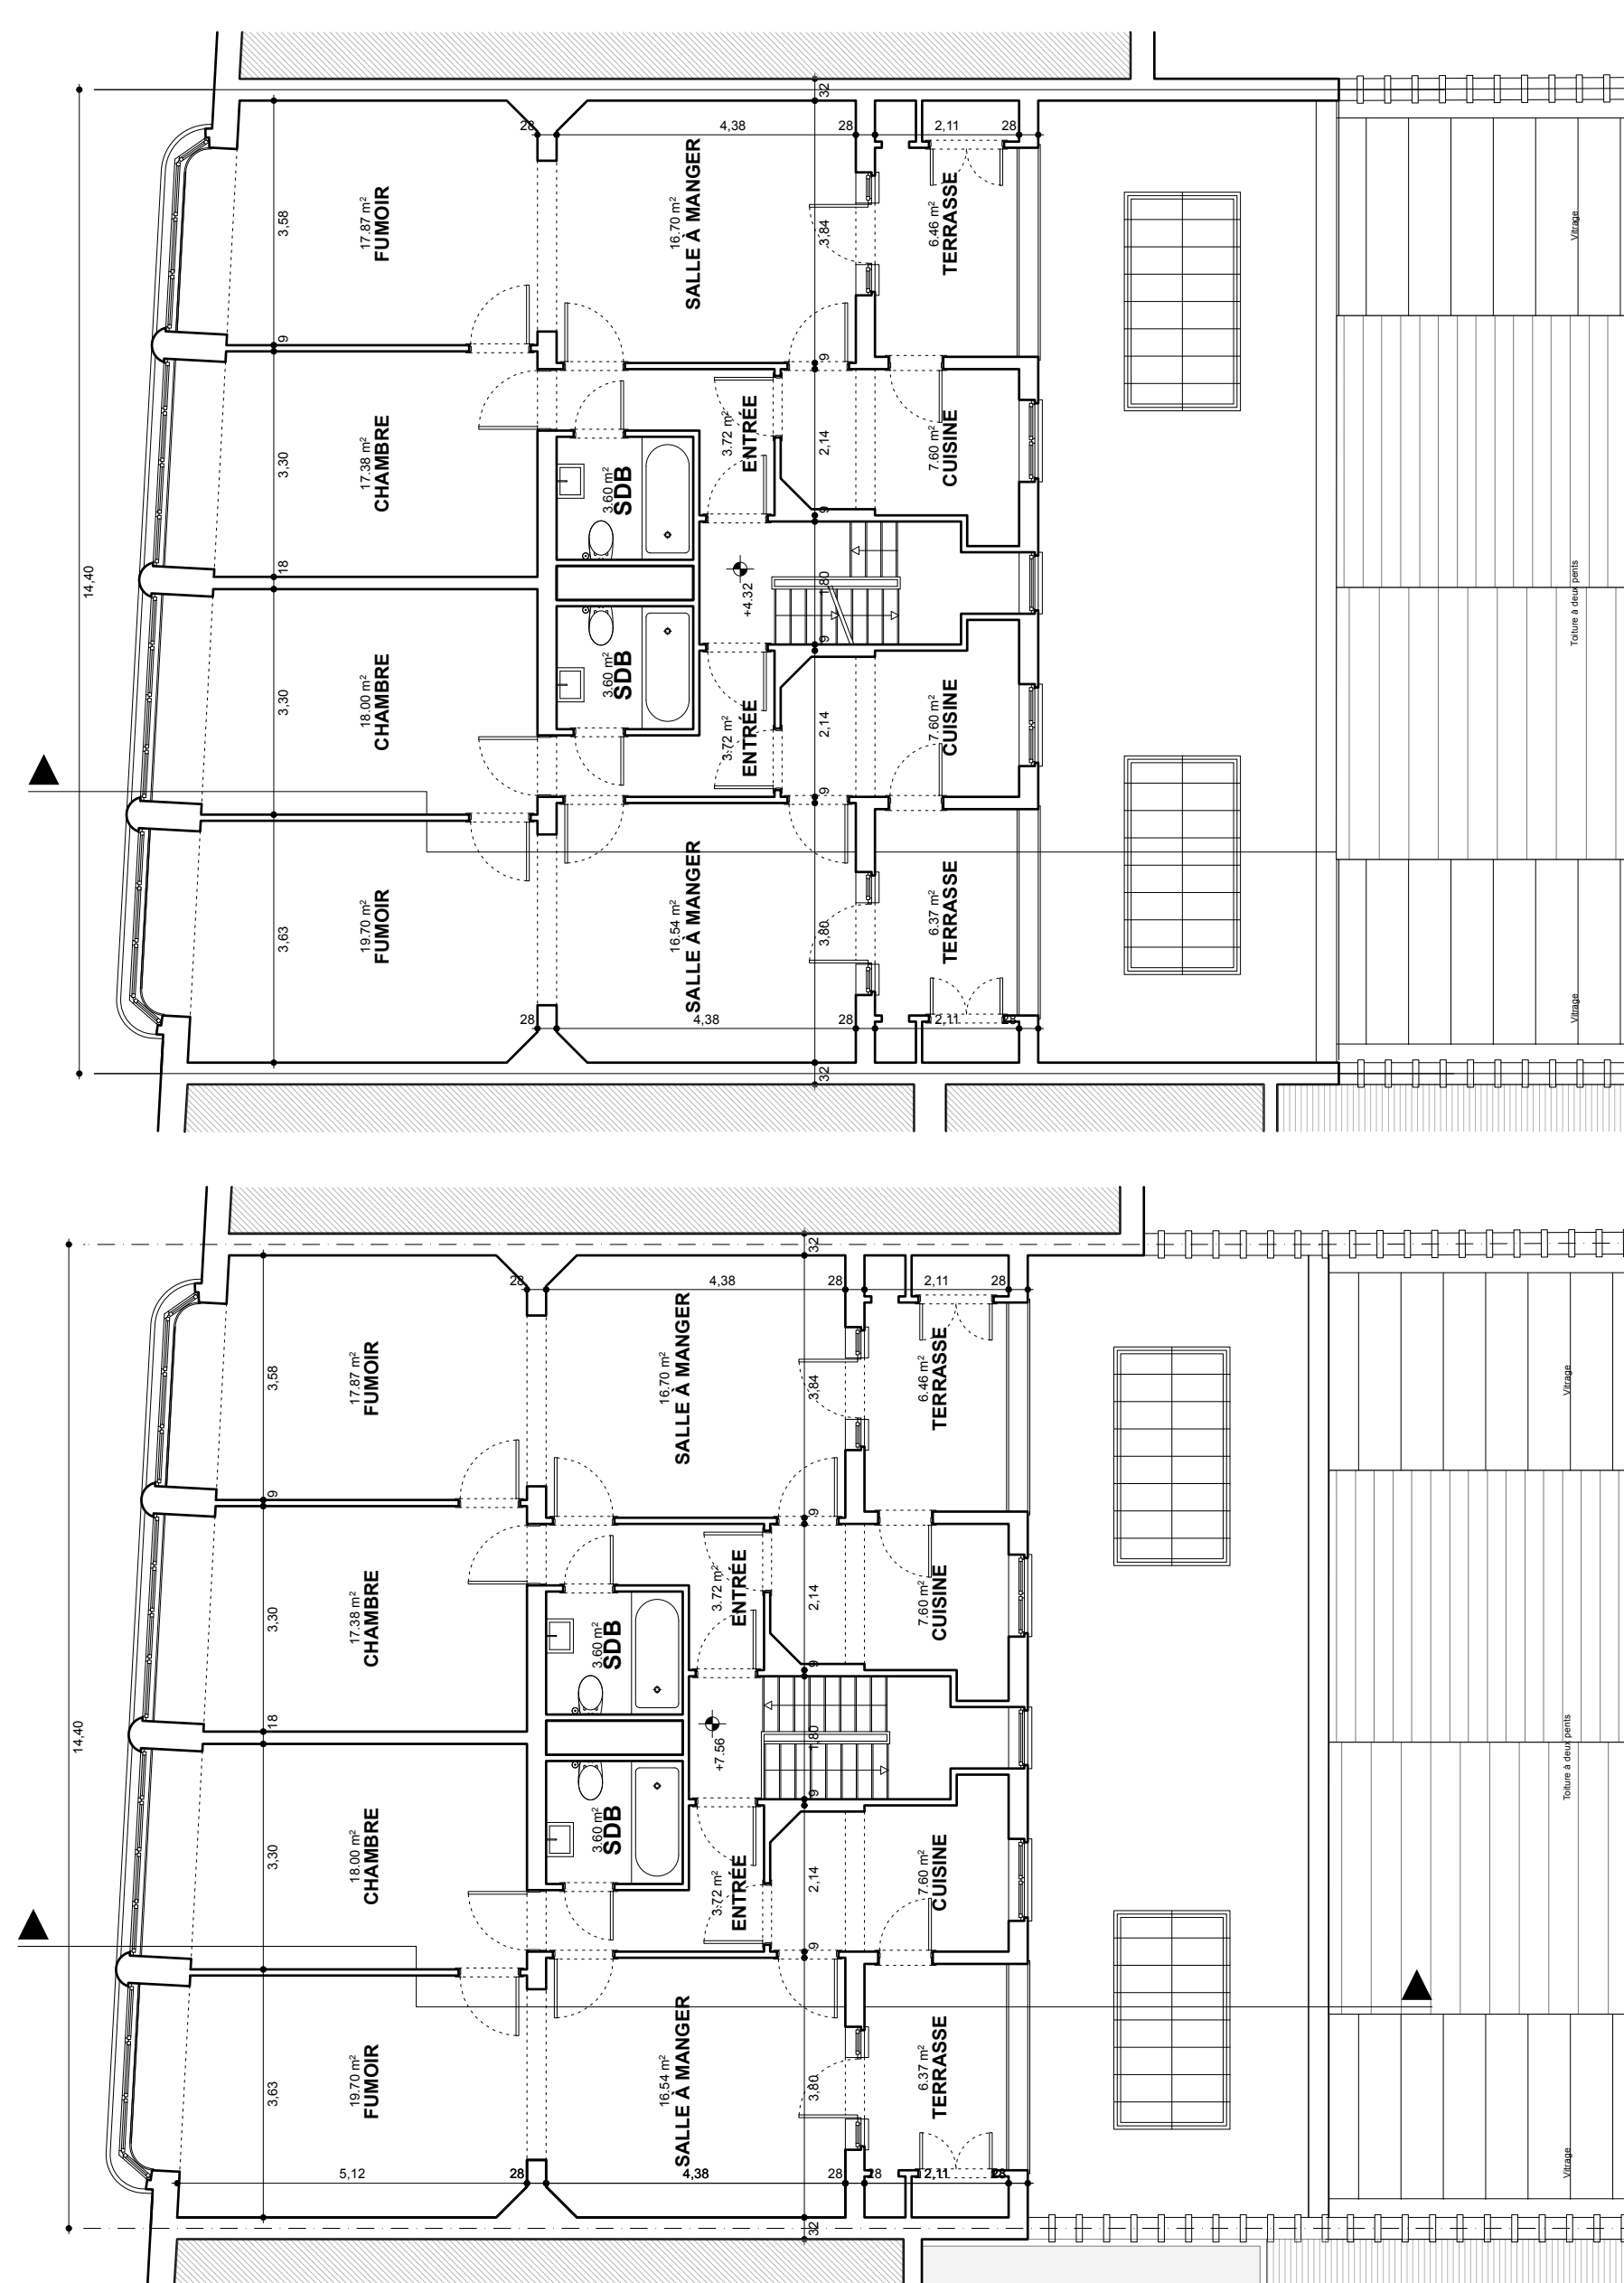 32
28
4,38
28
2,11
28
3,58
17.87 m²
FUMOIR
16.70 m²
SALLE À MANGER
3,84
6.46 m²
TERRASSE
Vitrage
9
9
3,30
17.38 m²
CHAMBRE
3.60 m²
SDB
3.72 m²
ENTRÉE
2,14
7.60 m²
CUISINE
9
14,40
18
+4.32
1,80
Toiture à deux pents
9
3,30
18.00 m²
CHAMBRE
3.60 m²
SDB
3.72 m²
ENTRÉE
2,14
7.60 m²
CUISINE
9
3,63
19.70 m²
FUMOIR
16.54 m²
SALLE À MANGER
3,80
6.37 m²
TERRASSE
Vitrage
28
4,38
28
2,11
28
32
32
28
4,38
28
2,11
28
3,58
17.87 m²
FUMOIR
16.70 m²
SALLE À MANGER
3,84
6.46 m²
TERRASSE
Vitrage
9
9
3,30
17.38 m²
CHAMBRE
3.60 m²
SDB
3.72 m²
ENTRÉE
2,14
7.60 m²
CUISINE
9
14,40
18
+7.56
1,80
Toiture à deux pents
9
3,30
18.00 m²
CHAMBRE
3.60 m²
SDB
3.72 m²
ENTRÉE
2,14
7.60 m²
CUISINE
9
3,63
19.70 m²
FUMOIR
16.54 m²
SALLE À MANGER
3,80
6.37 m²
TERRASSE
Vitrage
5,12
28
4,38
28
28
2,11
28
32